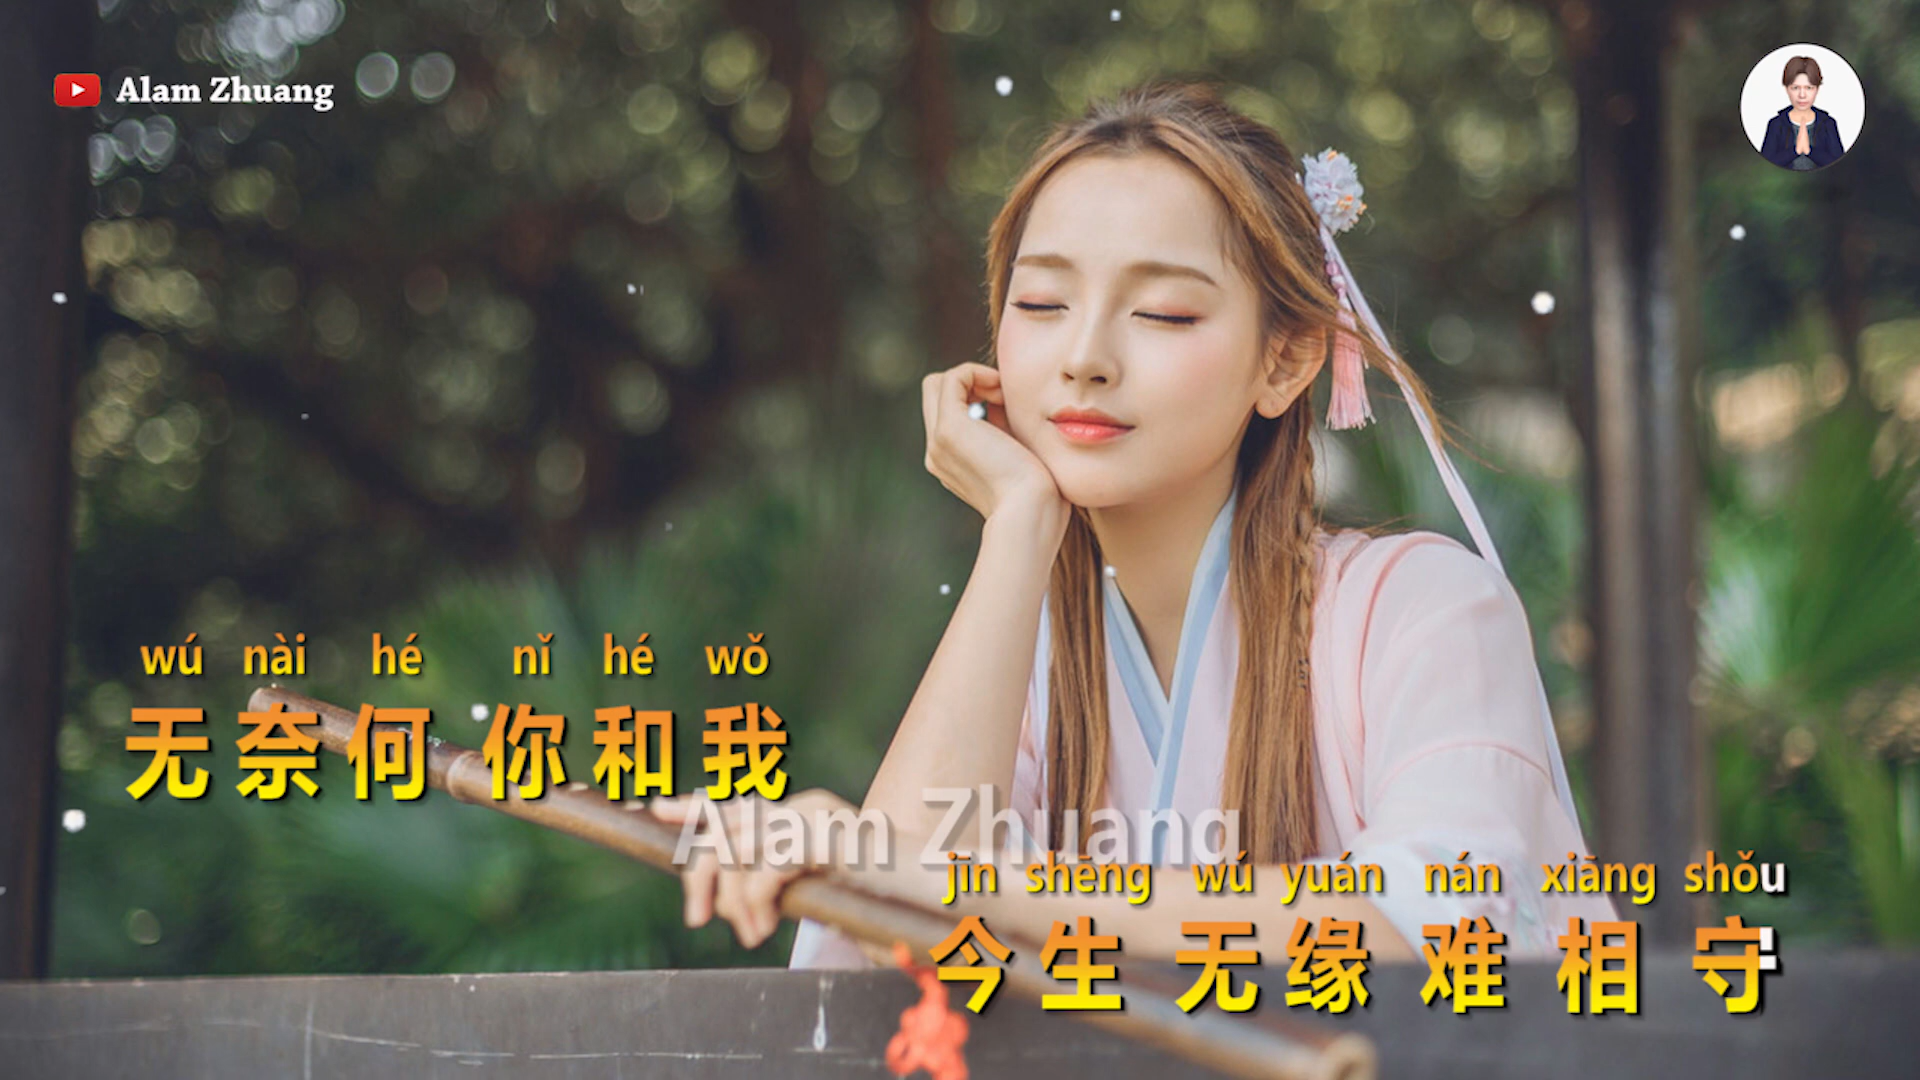 Alam Zhuang
wú nài hé nǐ hé wǒ
无奈何 你和我
Alam Zhuang
jīn shēng wú yuán nán xiāng shǒu
今生 无缘 难 相 守